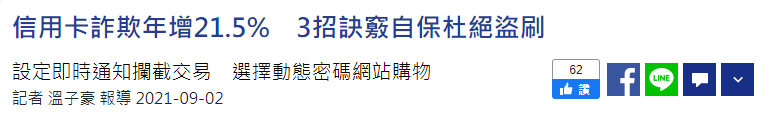 信用卡詐欺年增21.5%　3招訣竅自保杜絕盜刷
設定即時通知攔截交易　選擇動態密碼網站購物
記者 溫子豪 報導 2021-09-02
62
讚
LINE